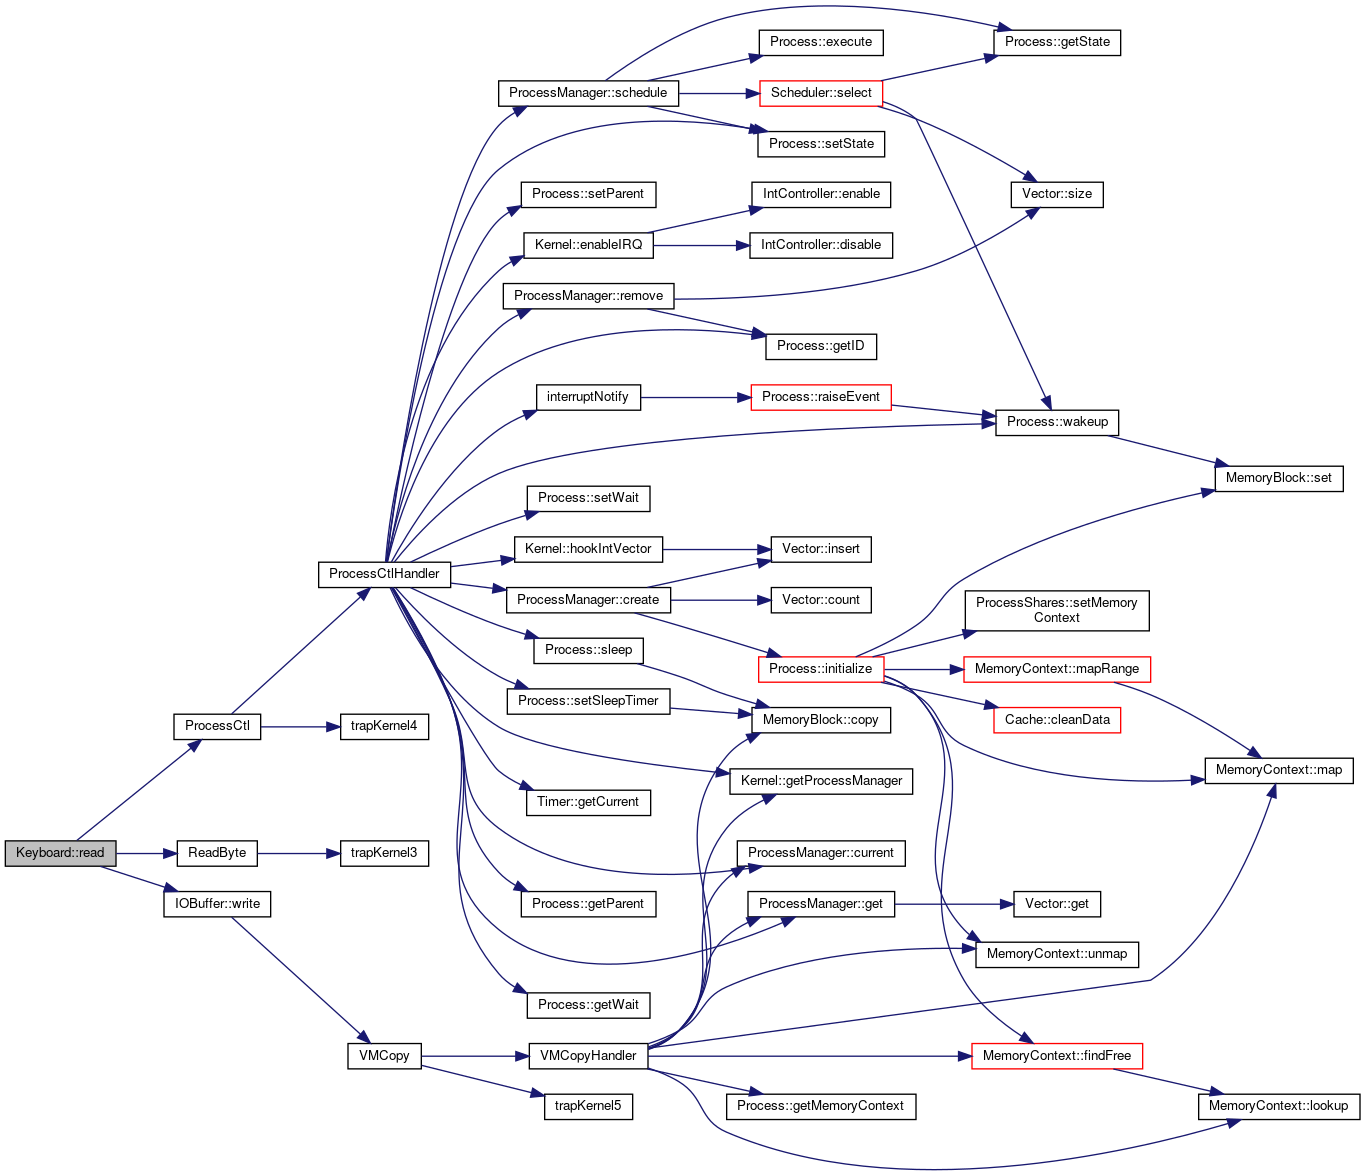 Process::execute
Process::getState
ProcessManager::schedule
Scheduler::select
Process::setState
Process::setParent
IntController::enable
Vector::size
Kernel::enableIRQ
IntController::disable
ProcessManager::remove
Process::getID
interruptNotify
Process::raiseEvent
Process::wakeup
MemoryBlock::set
Process::setWait
Kernel::hookIntVector
Vector::insert
ProcessCtlHandler
ProcessManager::create
Vector::count
ProcessShares::setMemory
Context
Process::sleep
Process::initialize
MemoryContext::mapRange
Process::setSleepTimer
MemoryBlock::copy
Cache::cleanData
ProcessCtl
trapKernel4
Kernel::getProcessManager
MemoryContext::map
Timer::getCurrent
Keyboard::read
ReadByte
trapKernel3
ProcessManager::current
IOBuffer::write
Process::getParent
ProcessManager::get
Vector::get
MemoryContext::unmap
Process::getWait
VMCopy
VMCopyHandler
MemoryContext::findFree
trapKernel5
Process::getMemoryContext
MemoryContext::lookup